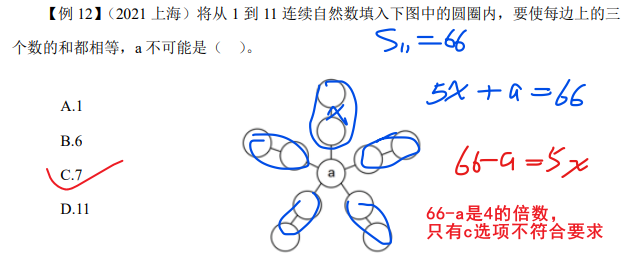 【例 12】（2021 上海）将从 1 到 11 连续自然数填入下图中的圆圈内，要使每边上的三
个数的和都相等，a 不可能是（ ）。
S₁₁=66
A.1
5x+a=66
B.6
x
C.7
66-a=5x
a
D.11
66-a是4的倍数，
只有c选项不符合要求